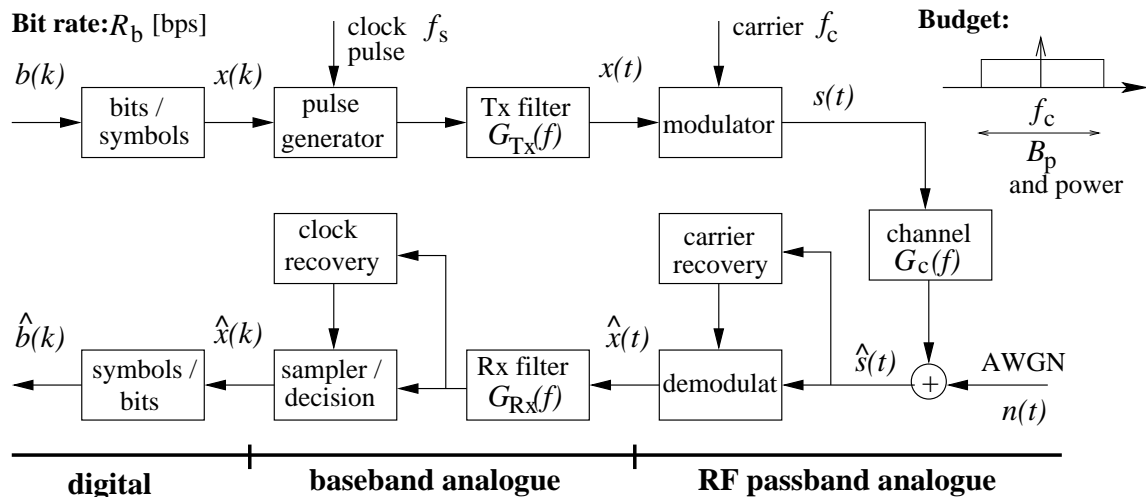 Bit rate: R_b [bps]
clock f_s
pulse
carrier f_c
Budget:
b(k)
x(k)
x(t)
s(t)
bits /
symbols
pulse
generator
Tx filter
G_Tx(f)
modulator
f_c
B_p
and power
clock
recovery
carrier
recovery
channel
G_c(f)
b̂(k)
x̂(k)
x̂(t)
ŝ(t)
AWGN
symbols /
bits
sampler /
decision
Rx filter
G_Rx(f)
demodulat
+
n(t)
digital
baseband analogue
RF passband analogue